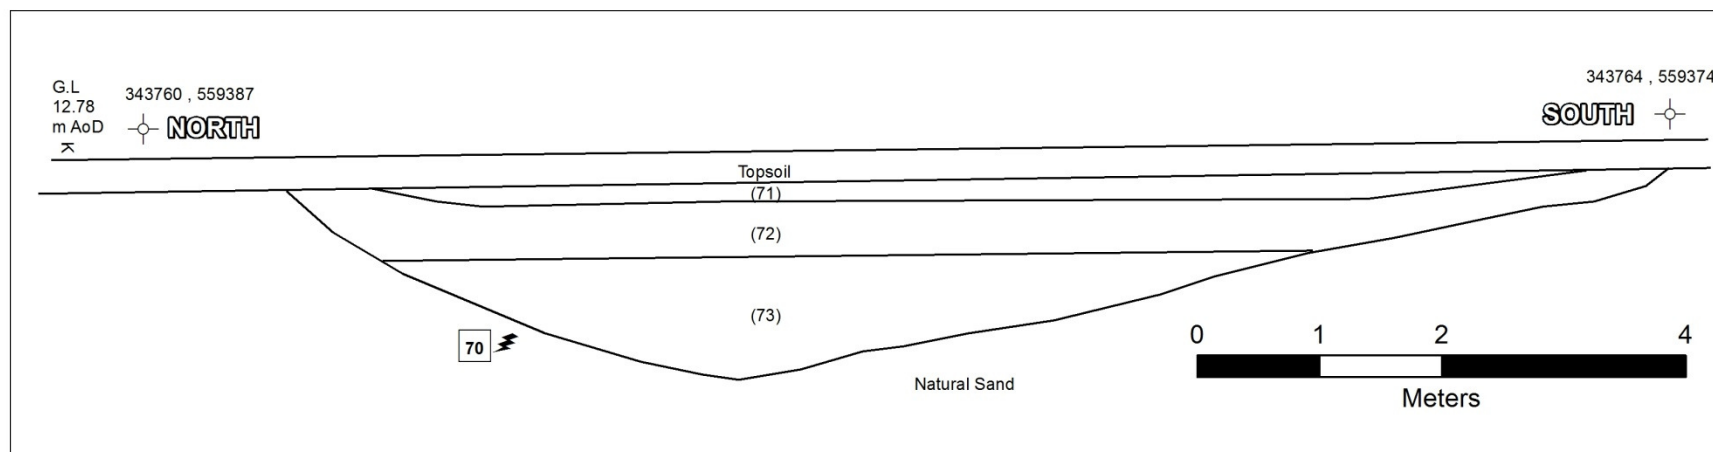 G.L
12.78
m AoD
K
343760 , 559387
NORTH
343764 , 559374
SOUTH
Topsoil
(71)
(72)
(73)
70
Natural Sand
0 1 2 4
Meters